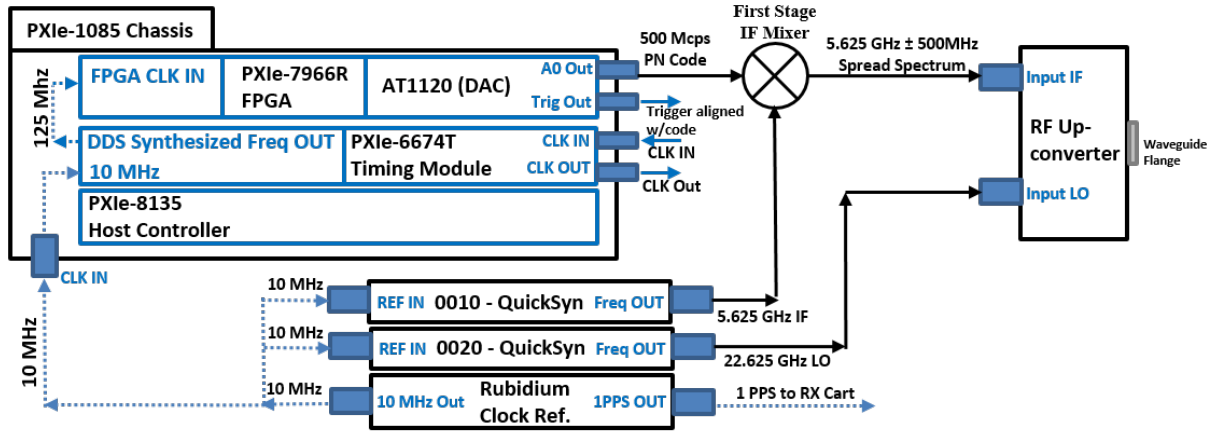 PXIe-1085 Chassis
FPGA CLK IN
PXIe-7966R
FPGA
AT1120 (DAC)
A0 Out
Trig Out
125 Mhz
DDS Synthesized Freq OUT
10 MHz
PXIe-6674T
Timing Module
CLK IN
CLK OUT
PXIe-8135
Host Controller
CLK IN
500 Mcps
PN Code
Trigger aligned
w/code
CLK IN
CLK Out
First Stage
IF Mixer
5.625 GHz ± 500MHz
Spread Spectrum
Input IF
RF Up-
converter
Input LO
Waveguide
Flange
10 MHz
10 MHz
REF IN
0010 - QuickSyn
Freq OUT
5.625 GHz IF
10 MHz
REF IN
0020 - QuickSyn
Freq OUT
22.625 GHz LO
10 MHz
10 MHz Out
Rubidium
Clock Ref.
1PPS OUT
1 PPS to RX Cart